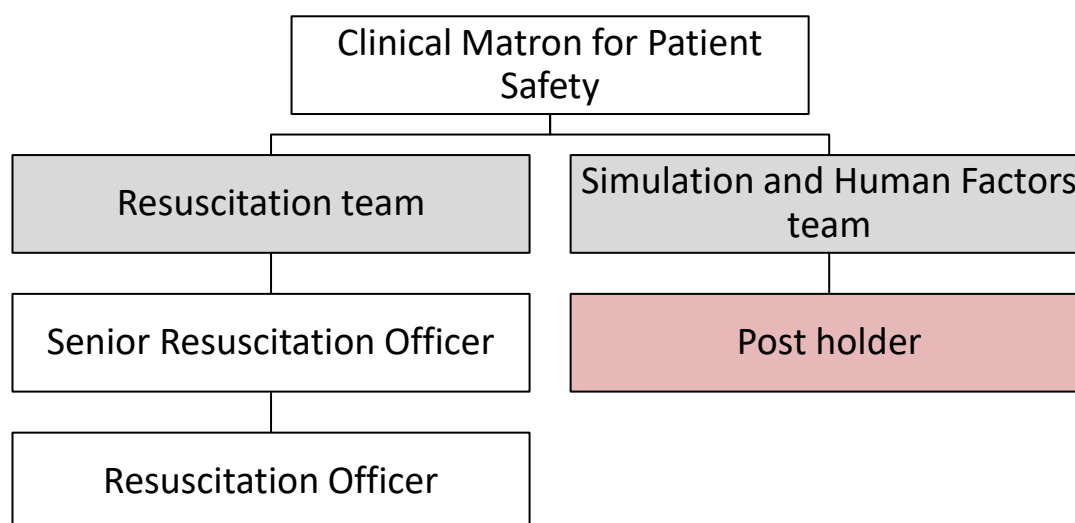 Clinical Matron for Patient
Safety
Resuscitation team
Simulation and Human Factors
team
Senior Resuscitation Officer
Post holder
Resuscitation Officer